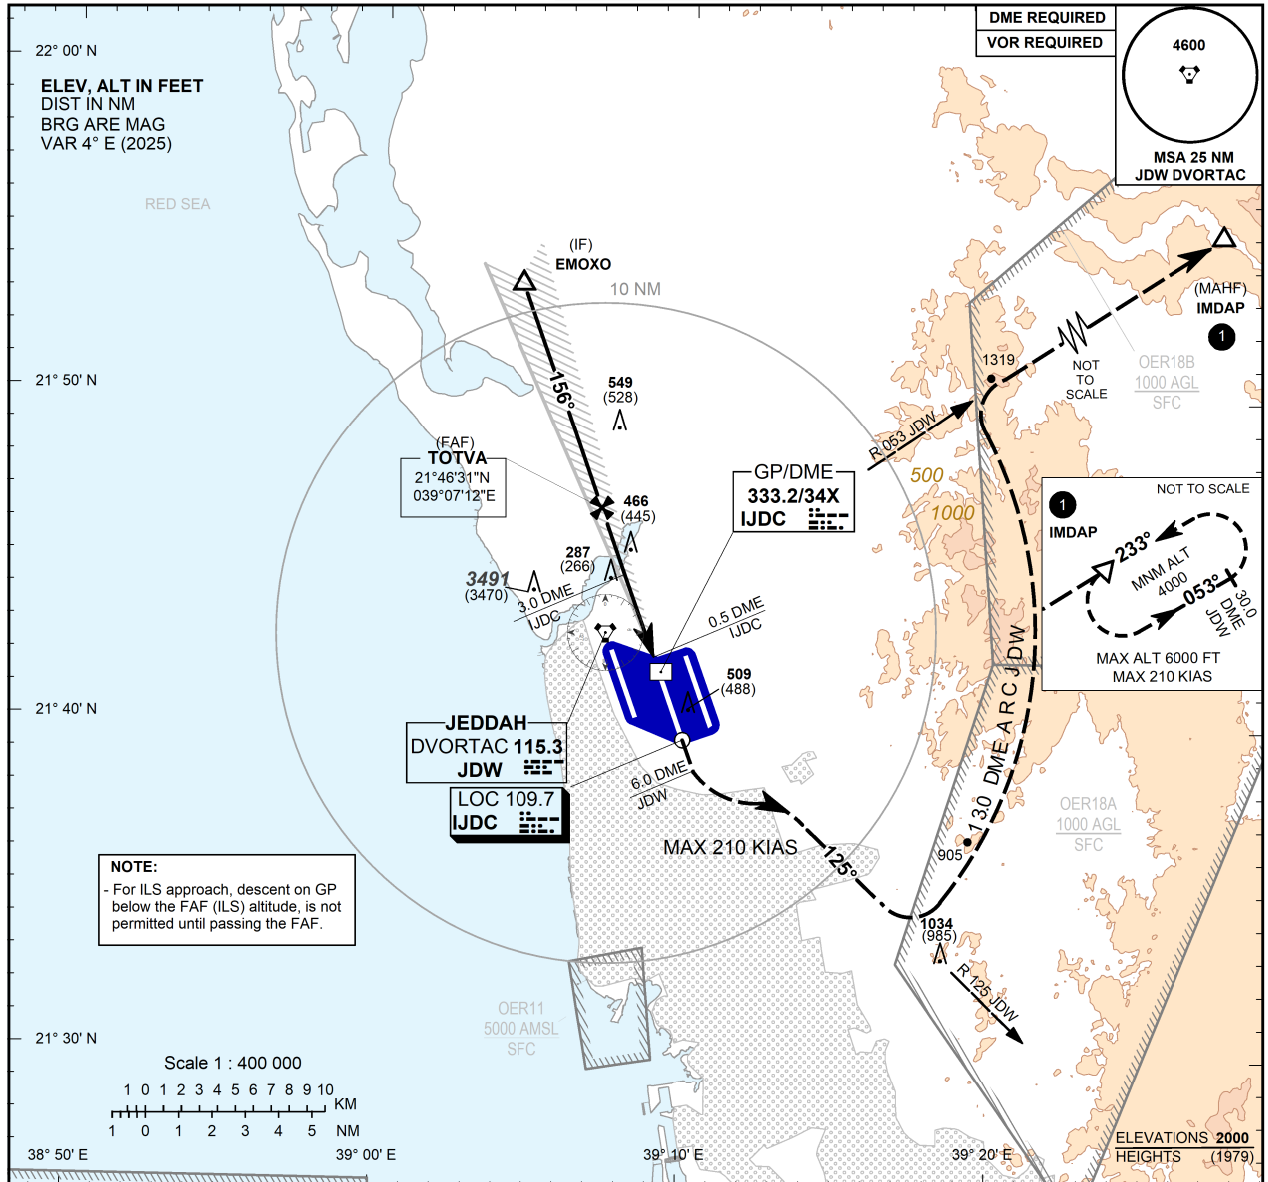 DME REQUIRED
VOR REQUIRED
4600
MSA 25 NM
JDW DVORTAC
22° 00' N
ELEV, ALT IN FEET
DIST IN NM
BRG ARE MAG
VAR 4° E (2025)
RED SEA
(IF)
EMOXO
10 NM
(MAHF)
IMDAP
1
1319
NOT
TO
SCALE
OER18B
1000 AGL
SFC
21° 50' N
156°
549
(528)
R 053 JDW
(FAF)
TOTVA
21°46'31"N
039°07'12"E
GP/DME
333.2/34X
IJDC
500
1000
466
(445)
287
(266)
3491
(3470)
3.0 DME
IJDC
0.5 DME
IJDC
1
NOT TO SCALE
IMDAP
233°
MNM ALT
4000
053°
30.0
DME
JDW
MAX ALT 6000 FT
MAX 210 KIAS
509
(488)
21° 40' N
JEDDAH
DVORTAC 115.3
JDW
LOC 109.7
IJDC
6.0 DME
JDW
13.0 DME ARC JDW
OER18A
1000 AGL
SFC
MAX 210 KIAS
125°
905
NOTE:
- For ILS approach, descent on GP
below the FAF (ILS) altitude, is not
permitted until passing the FAF.
1034
(985)
R 125 JDW
OER11
5000 AMSL
SFC
21° 30' N
Scale 1 : 400 000
1 0 1 2 3 4 5 6 7 8 9 10
KM
1 0 1 2 3 4 5 NM
ELEVATIONS 2000
HEIGHTS (1979)
38° 50' E
39° 00' E
39° 10' E
39° 20' E